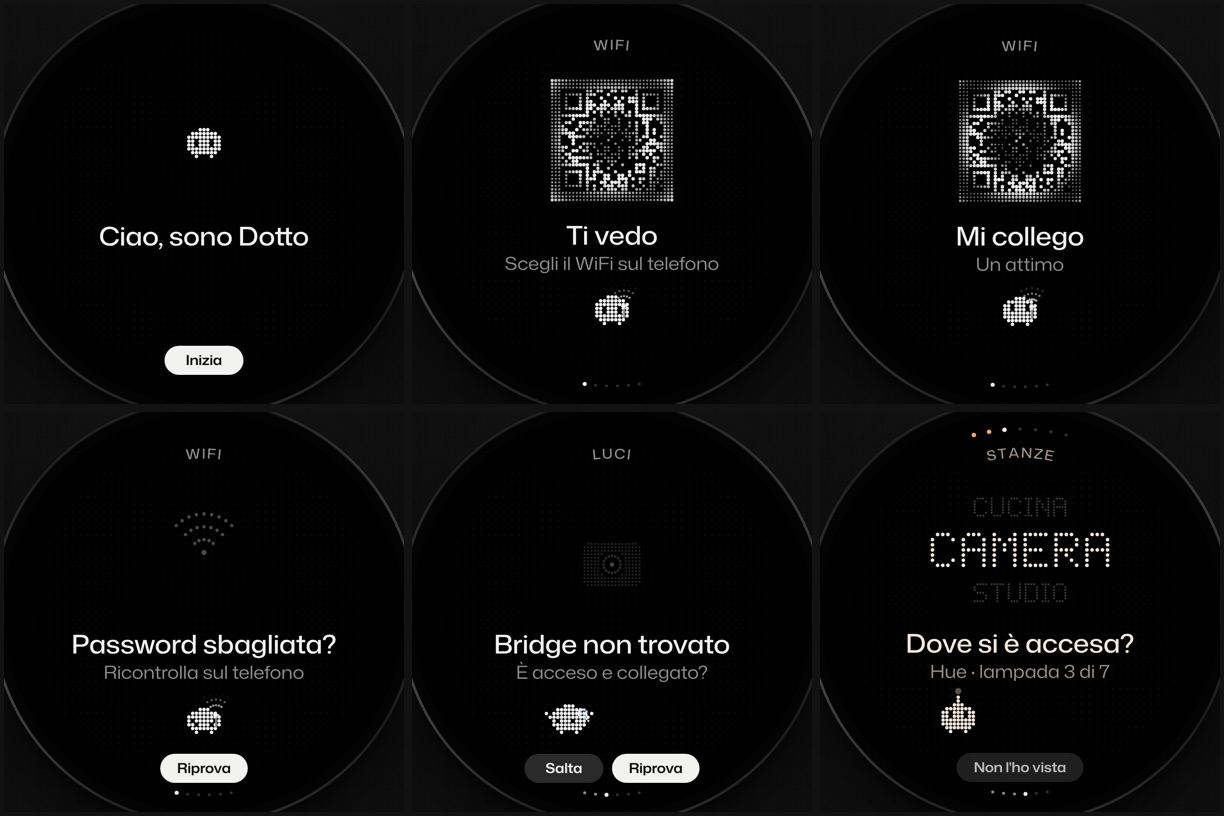 Ciao, sono Dotto
Inizia
WIFI
Ti vedo
Scegli il WiFi sul telefono
WIFI
Mi collego
Un attimo
WIFI
Password sbagliata?
Ricontrolla sul telefono
Riprova
LUCI
Bridge non trovato
È acceso e collegato?
Salta
Riprova
STANZE
CUCINA
CAMERA
STUDIO
Dove si è accesa?
Hue · lampada 3 di 7
Non l'ho vista